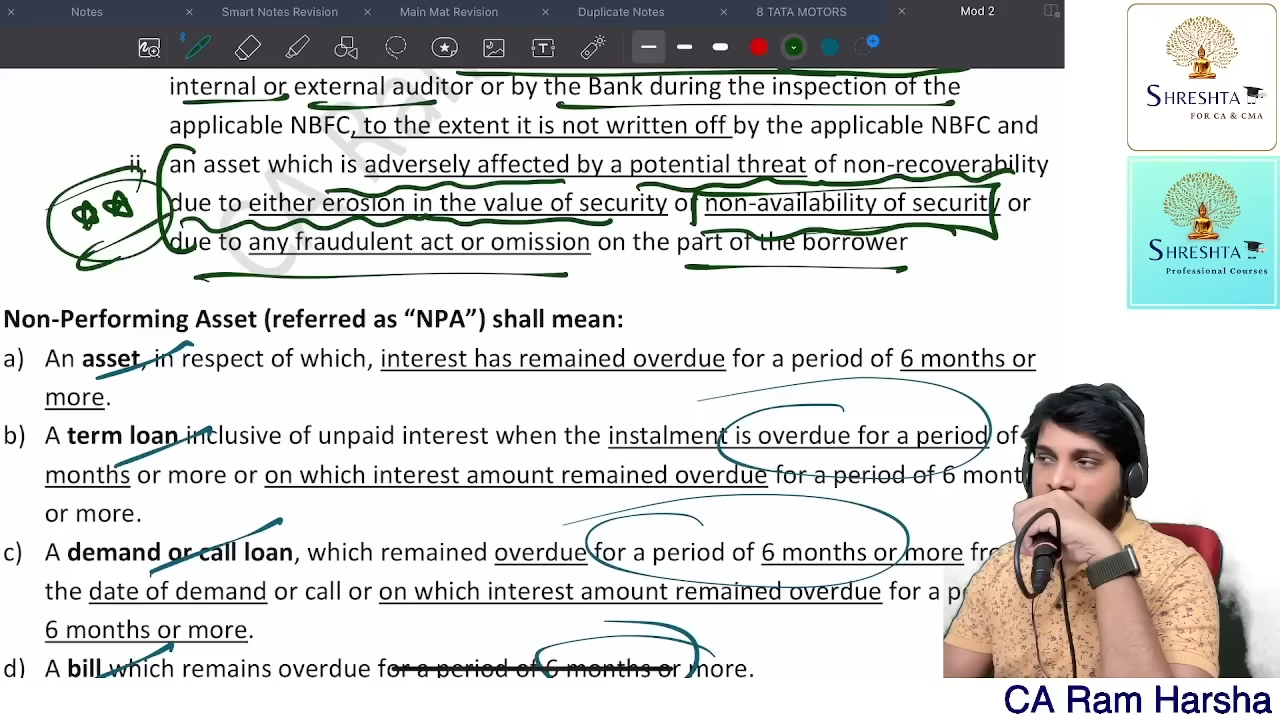 Notes
Smart Notes Revision
Main Mat Revision
Duplicate Notes
8 TATA MOTORS
Mod 2
internal or external auditor or by the Bank during the inspection of the
applicable NBFC, to the extent it is not written off by the applicable NBFC and
ii. an asset which is adversely affected by a potential threat of non-recoverability
due to either erosion in the value of security or non-availability of security or
due to any fraudulent act or omission on the part of the borrower
Non-Performing Asset (referred as “NPA”) shall mean:
a) An asset, in respect of which, interest has remained overdue for a period of 6 months or
more.
b) A term loan inclusive of unpaid interest when the instalment is overdue for a period of
months or more or on which interest amount remained overdue for a period of 6
or more.
c) A demand or call loan, which remained overdue for a period of 6 months or more
the date of demand or call or on which interest amount remained overdue for a
6 months or more.
d) A bill which remains overdue for a period of 6 months or more.
SHRESHTA
FOR CA & CMA
SHRESHTA
Professional Courses
CA Ram Harsha